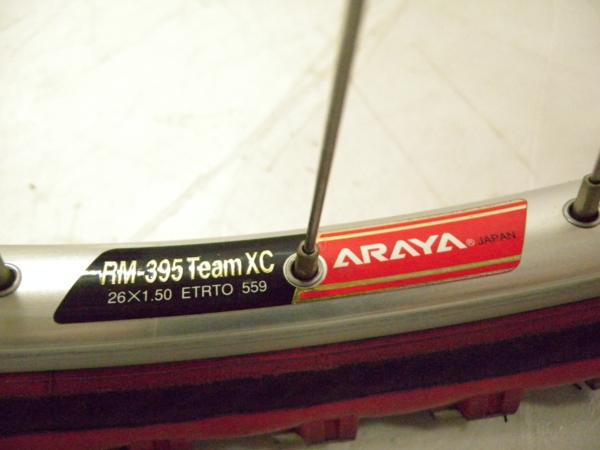 RM-395 Team XC
26×1.50 ETRTO 559
ARAYA® JAPAN